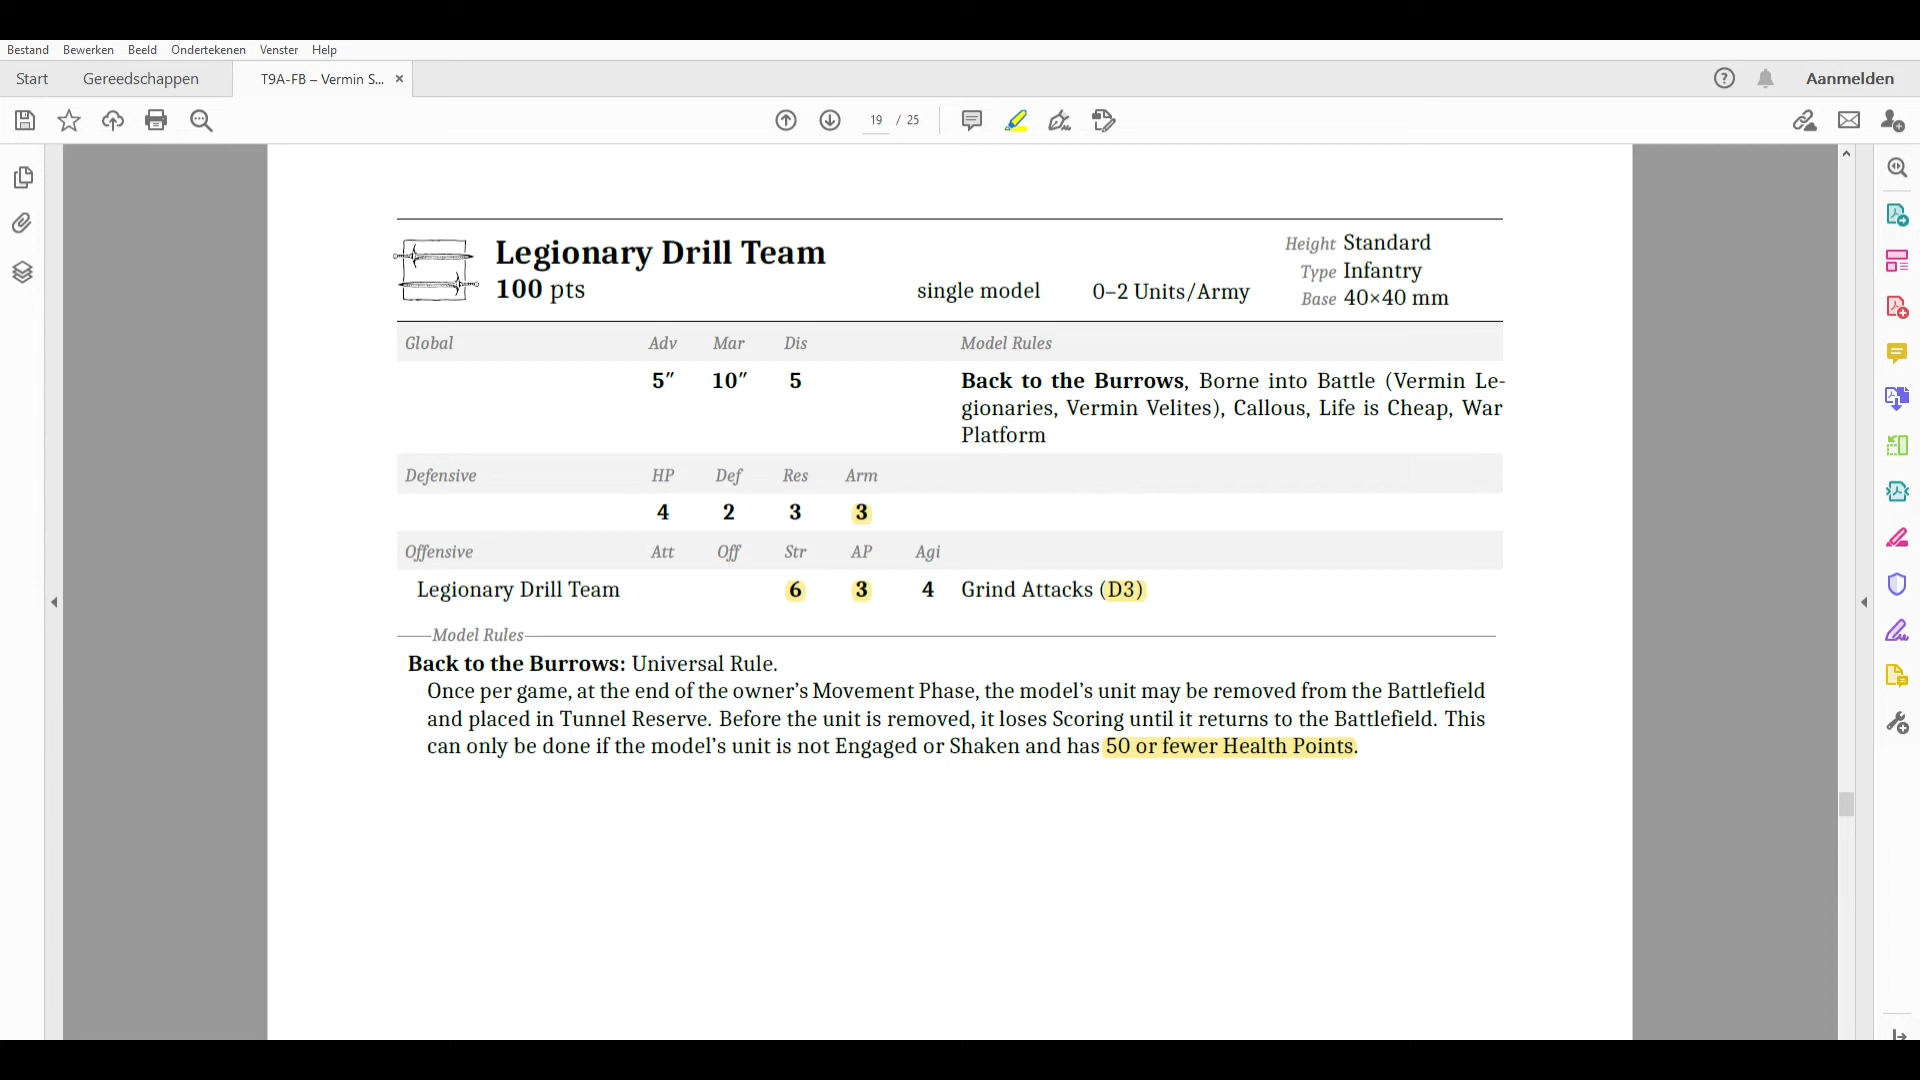 Bestand Bewerken Beeld Ondertekenen Venster Help
Start Gereedschappen T9A-FB – Vermin S... ×
Aanmelden
19 / 25
Legionary Drill Team
100 pts single model 0–2 Units/Army
Height Standard
Type Infantry
Base 40×40 mm
Global Adv Mar Dis Model Rules
5″ 10″ 5 Back to the Burrows, Borne into Battle (Vermin Le-
gionaries, Vermin Velites), Callous, Life is Cheap, War
Platform
Defensive HP Def Res Arm
4 2 3 3
Offensive Att Off Str AP Agi
Legionary Drill Team 6 3 4 Grind Attacks (D3)
Model Rules
Back to the Burrows: Universal Rule.
Once per game, at the end of the owner’s Movement Phase, the model’s unit may be removed from the Battlefield
and placed in Tunnel Reserve. Before the unit is removed, it loses Scoring until it returns to the Battlefield. This
can only be done if the model’s unit is not Engaged or Shaken and has 50 or fewer Health Points.